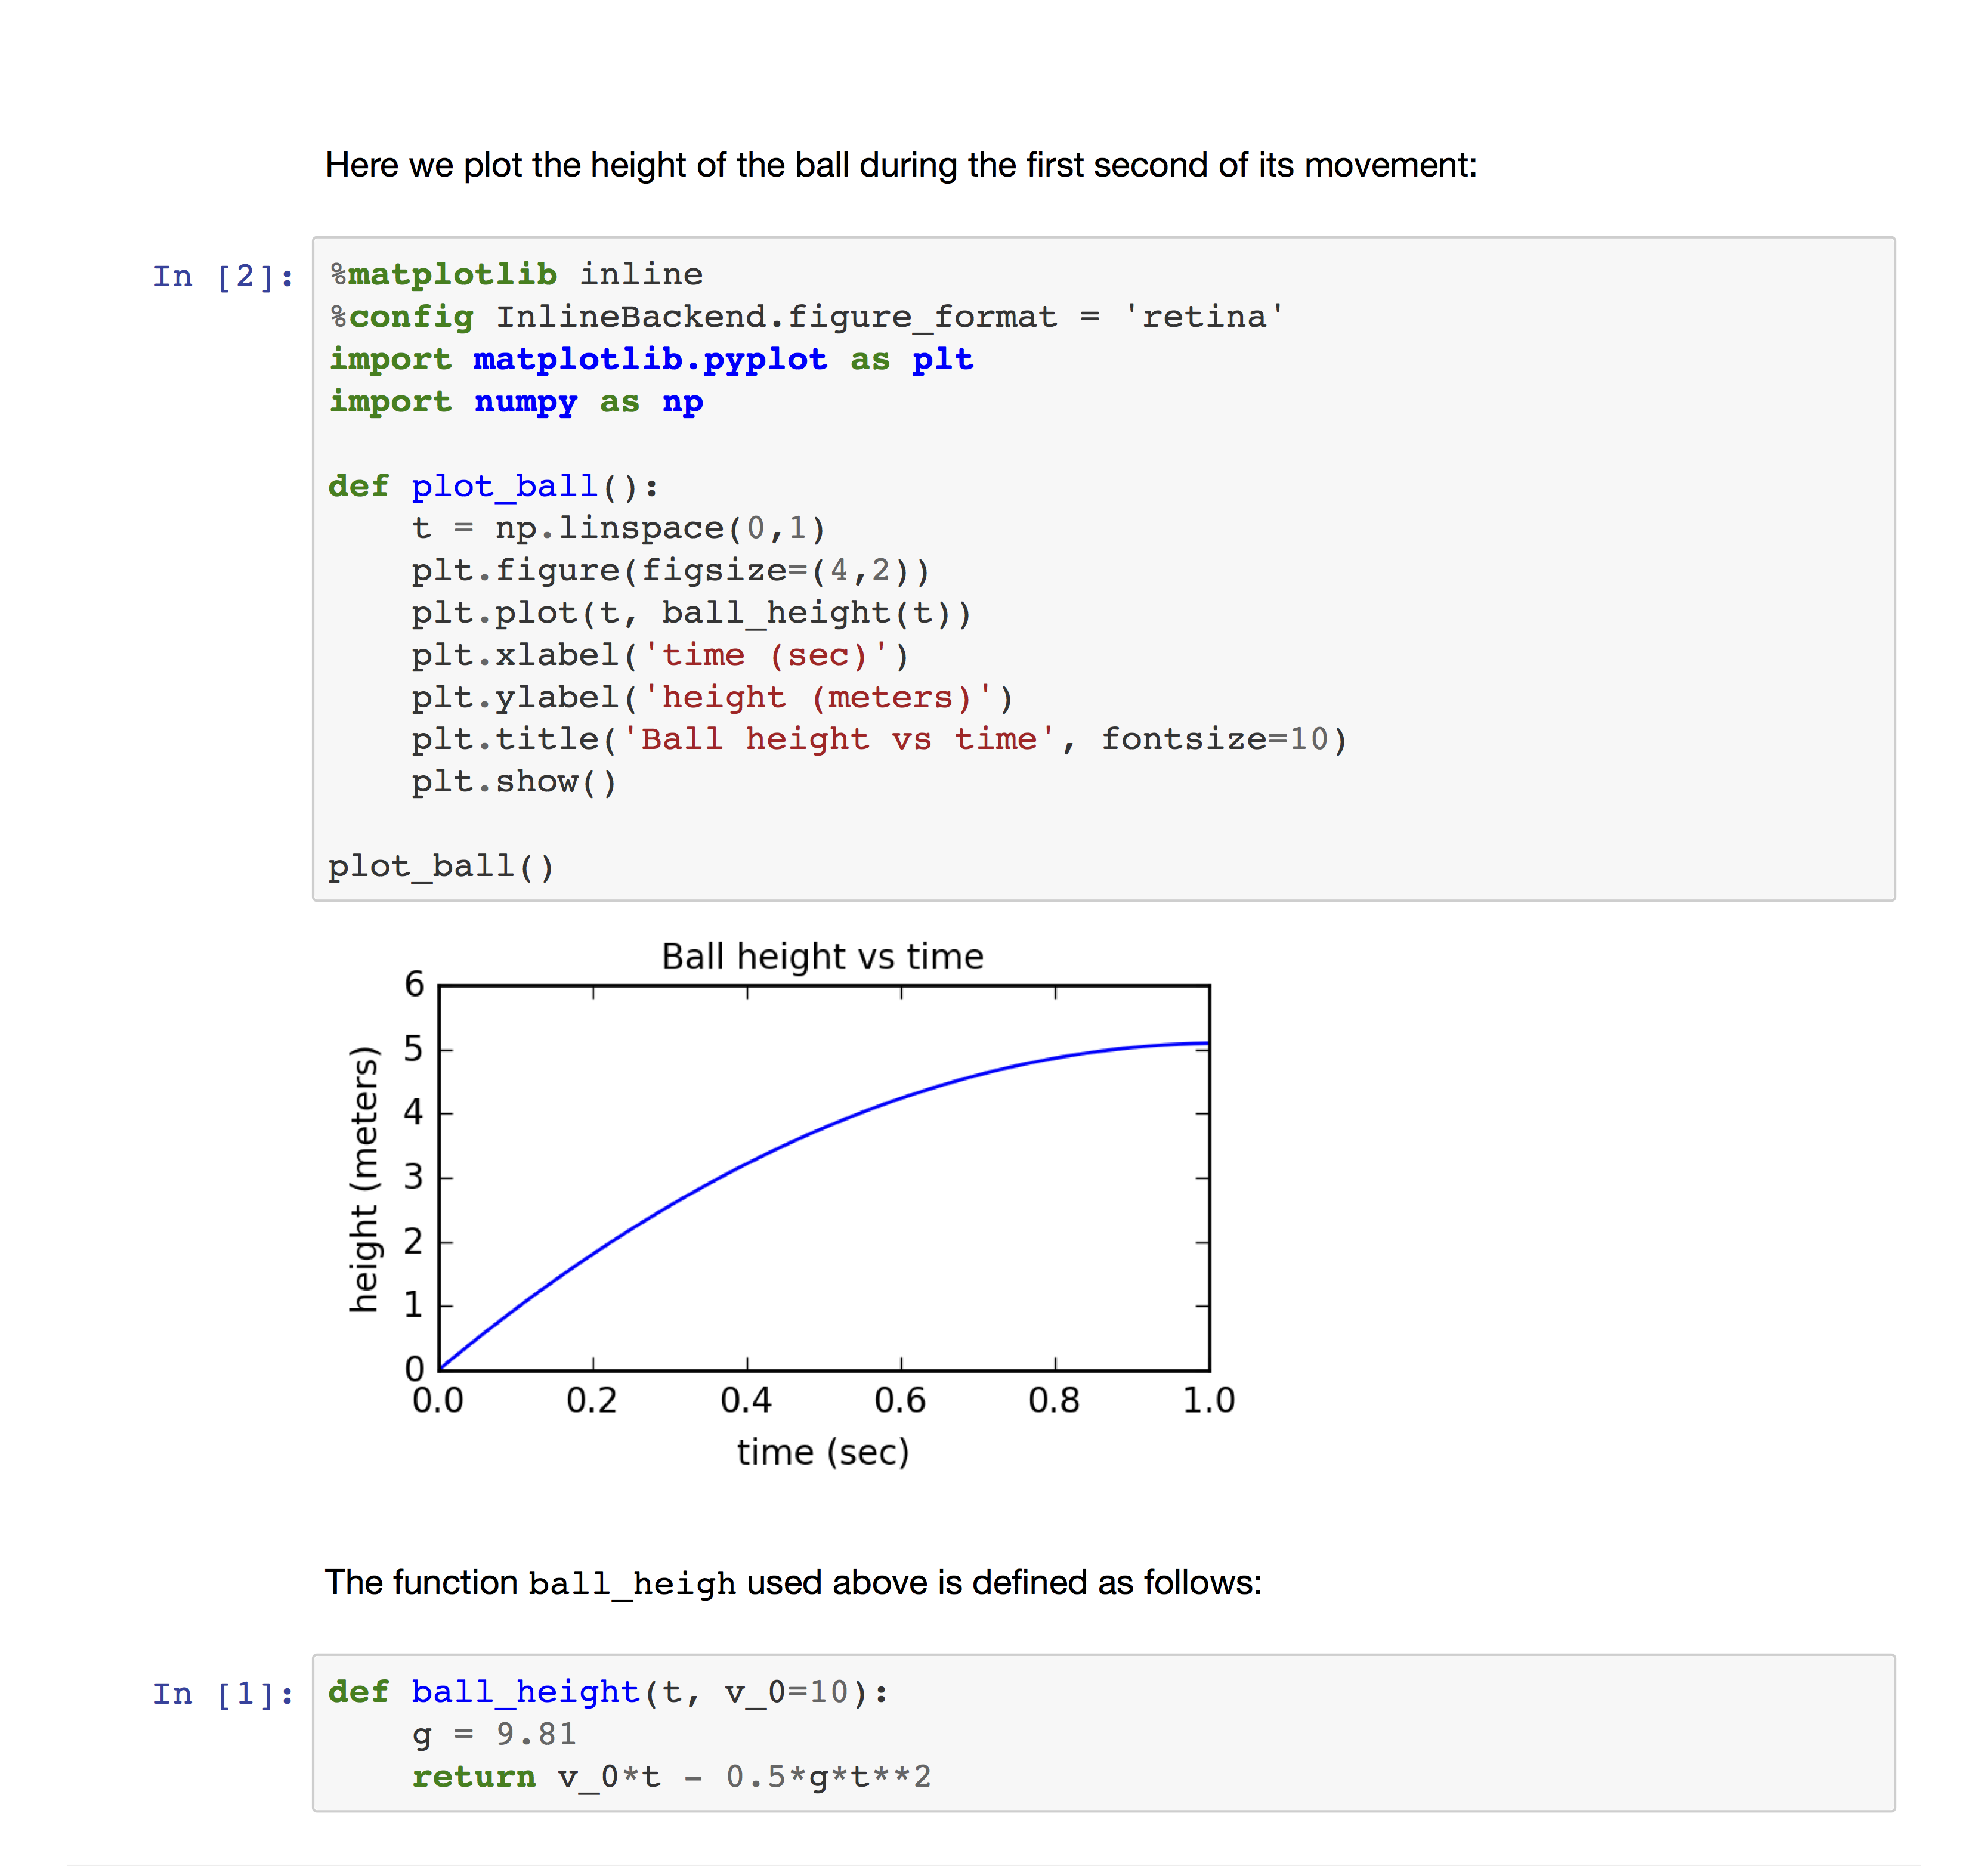 Here we plot the height of the ball during the first second of its movement:
In [2]:
%matplotlib inline
%config InlineBackend.figure_format = 'retina'
import matplotlib.pyplot as plt
import numpy as np
def plot_ball():
    t = np.linspace(0,1)
    plt.figure(figsize=(4,2))
    plt.plot(t, ball_height(t))
    plt.xlabel('time (sec)')
    plt.ylabel('height (meters)')
    plt.title('Ball height vs time', fontsize=10)
    plt.show()
plot_ball()
Ball height vs time
height (meters)
6
5
4
3
2
1
0
0.0 0.2 0.4 0.6 0.8 1.0
time (sec)
The function ball_heigh used above is defined as follows:
In [1]:
def ball_height(t, v_0=10):
    g = 9.81
    return v_0*t - 0.5*g*t**2